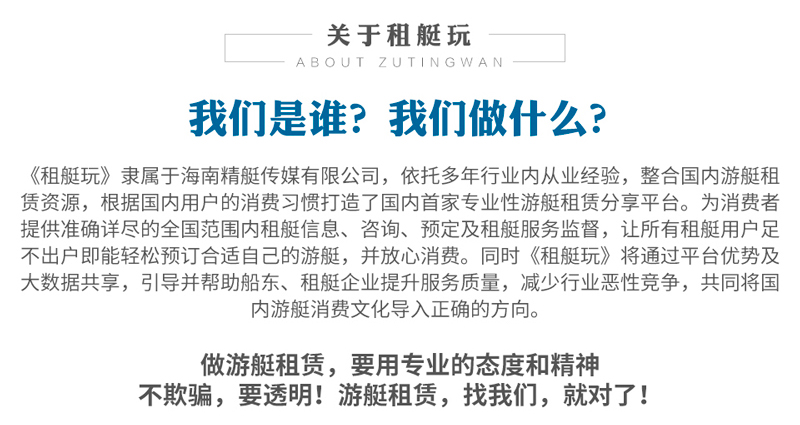 关于租艇玩
ABOUT ZUTINGWAN
我们是谁？我们做什么？
《租艇玩》隶属于海南精艇传媒有限公司，依托多年行业内从业经验，整合国内游艇租
赁资源，根据国内用户的消费习惯打造了国内首家专业性游艇租赁分享平台。为消费者
提供准确详尽的全国范围内租艇信息、咨询、预定及租艇服务监督，让所有租艇用户足
不出户即能轻松预订合适自己的游艇，并放心消费。同时《租艇玩》将通过平台优势及
大数据共享，引导并帮助船东、租艇企业提升服务质量，减少行业恶性竞争，共同将国
内游艇消费文化导入正确的方向。
做游艇租赁，要用专业的态度和精神
不欺骗，要透明！游艇租赁，找我们，就对了！